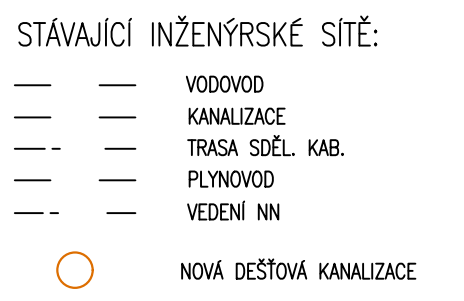 STÁVAJÍCÍ INŽENÝRSKÉ SÍTĚ:
VODOVOD
KANALIZACE
TRASA SDĚL. KAB.
PLYNOVOD
VEDENÍ NN
NOVÁ DEŠŤOVÁ KANALIZACE